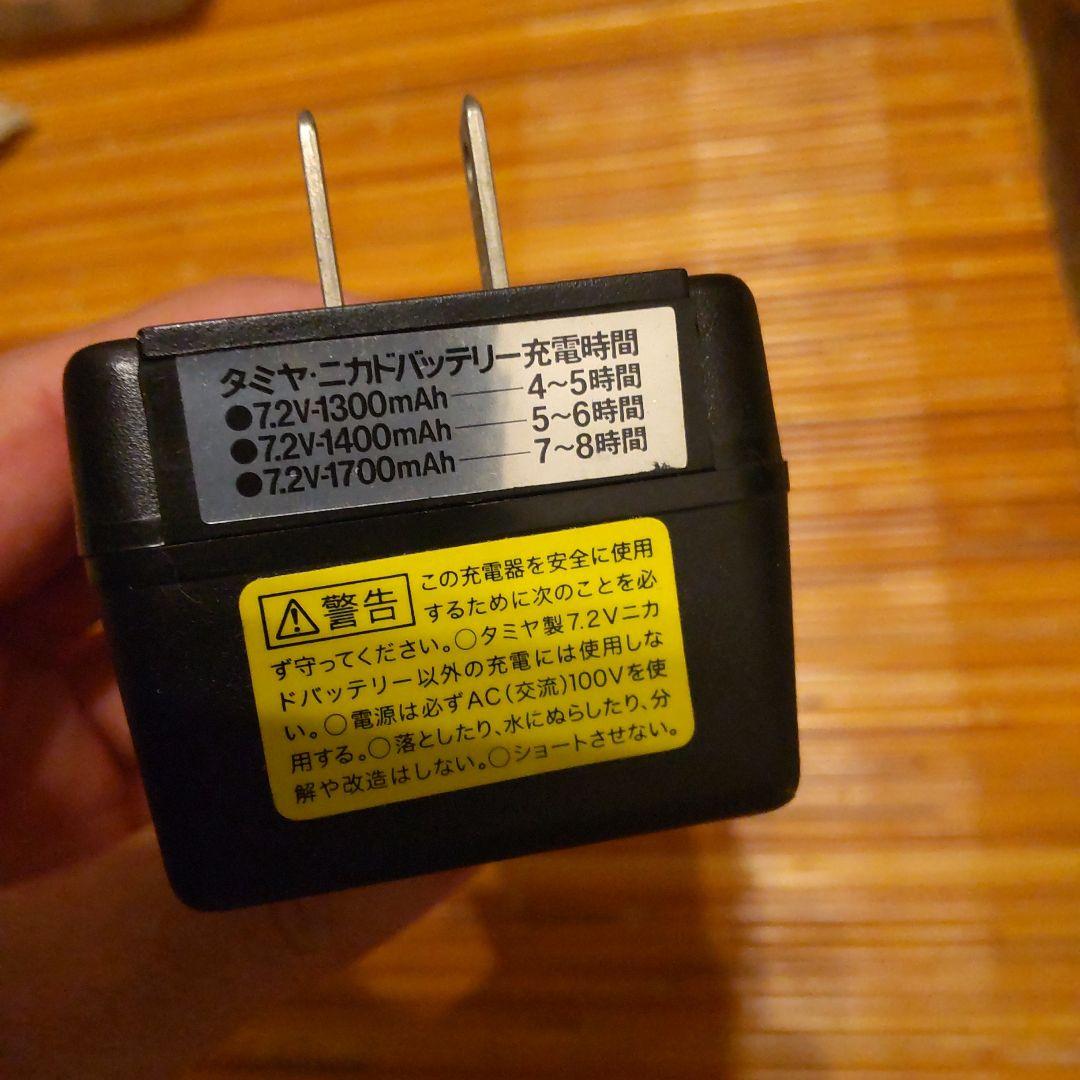 タミヤ・ニカドバッテリー充電時間
●7.2V-1300mAh——4〜5時間
●7.2V-1400mAh——5〜6時間
●7.2V-1700mAh——7〜8時間
⚠警告 この充電器を安全に使用
するために次のことを必
ず守ってください。○タミヤ製7.2Vニカ
ドバッテリー以外の充電には使用しな
い。○電源は必ずAC(交流)100Vを使
用する。○落としたり、水にぬらしたり、分
解や改造はしない。○ショートさせない。